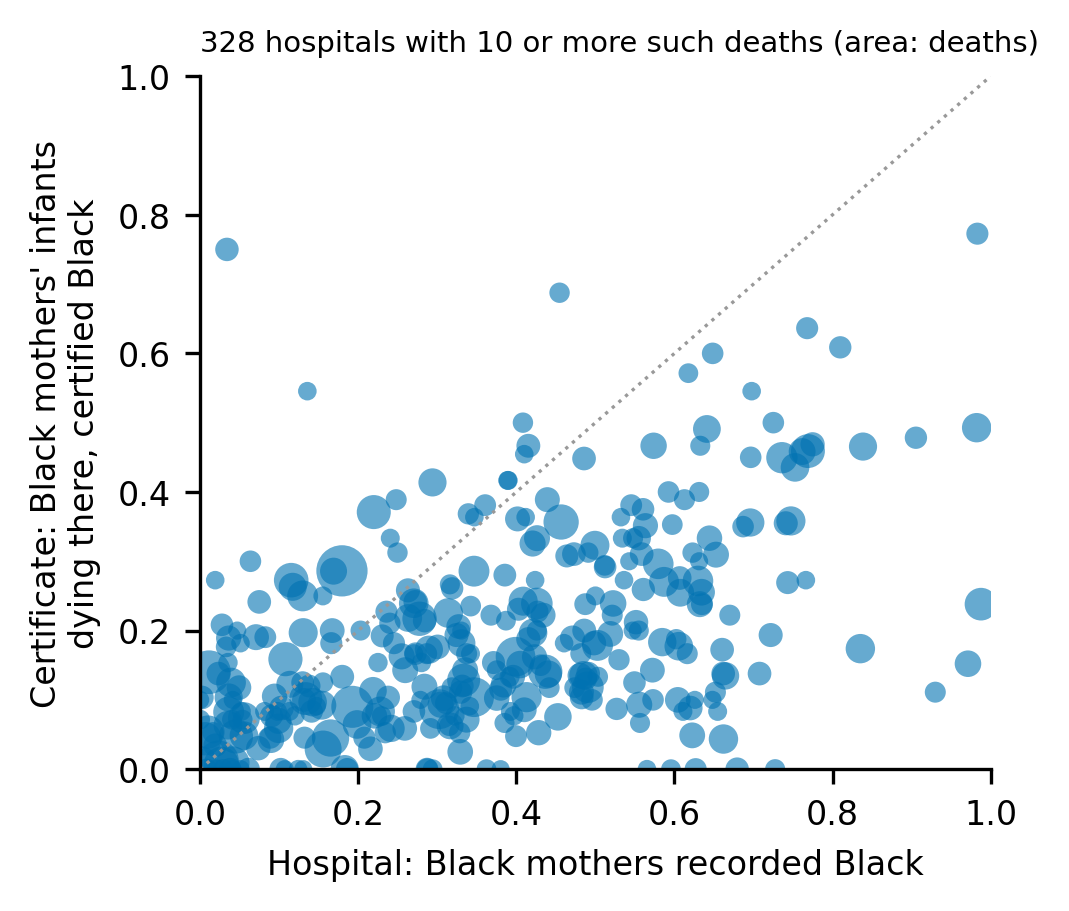 328 hospitals with 10 or more such deaths (area: deaths)
1.0
0.8
0.6
0.4
0.2
0.0
Certificate: Black mothers' infants
dying there, certified Black
0.0 0.2 0.4 0.6 0.8 1.0
Hospital: Black mothers recorded Black